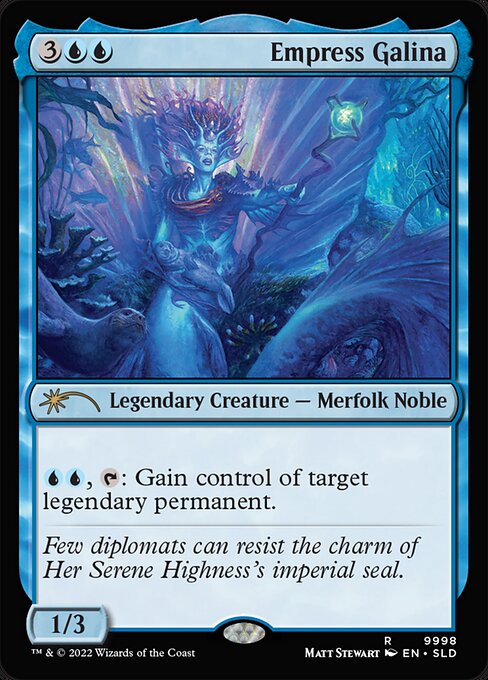 3 Empress Galina
Legendary Creature — Merfolk Noble
, : Gain control of target
legendary permanent.
Few diplomats can resist the charm of
Her Serene Highness's imperial seal.
1/3
R 9998
™ & © 2022 Wizards of the Coast MATT STEWART EN · SLD